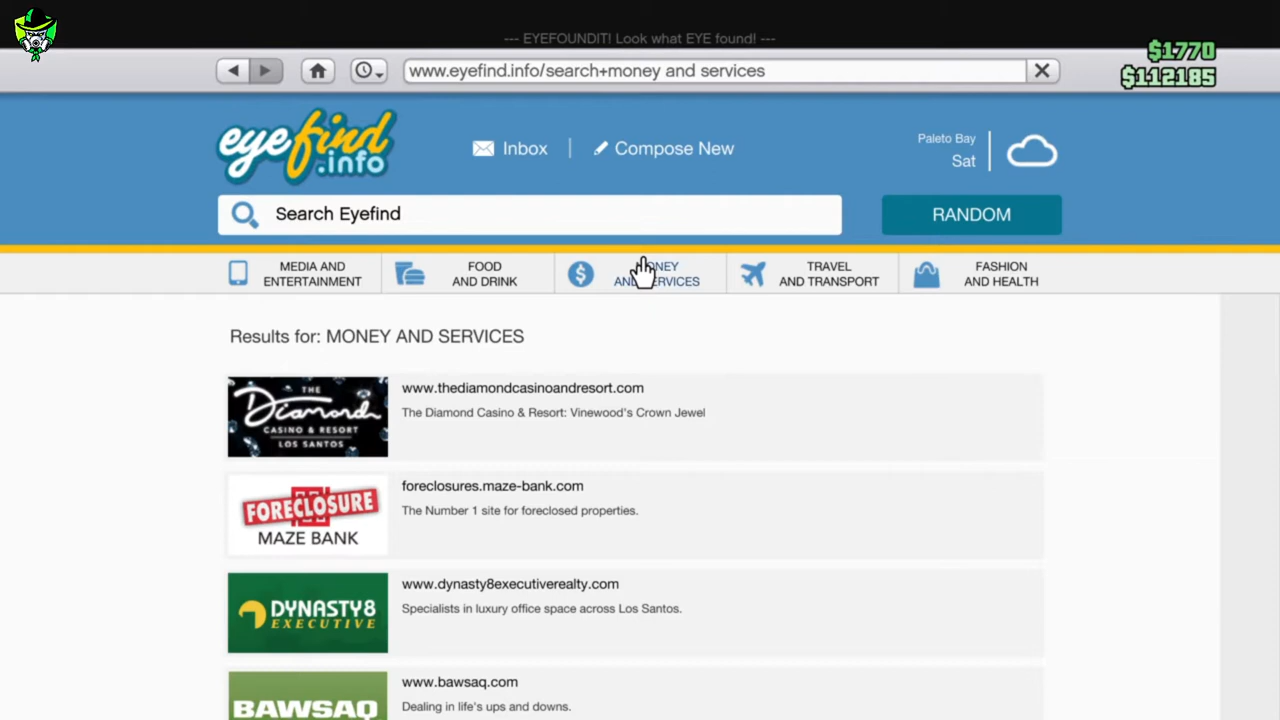 --- EYEFOUNDIT! Look what EYE found! ---
$1770
$112185
www.eyefind.info/search+money and services
eyefind
.info
Inbox
Compose New
Paleto Bay
Sat
Search Eyefind
RANDOM
MEDIA AND
ENTERTAINMENT
FOOD
AND DRINK
MONEY
AND SERVICES
TRAVEL
AND TRANSPORT
FASHION
AND HEALTH
Results for: MONEY AND SERVICES
THE
Diamond
CASINO & RESORT
LOS SANTOS
www.thediamondcasinoandresort.com
The Diamond Casino & Resort: Vinewood's Crown Jewel
FORECLOSURE
MAZE BANK
foreclosures.maze-bank.com
The Number 1 site for foreclosed properties.
DYNASTY8
EXECUTIVE
www.dynasty8executiverealty.com
Specialists in luxury office space across Los Santos.
BAWSAQ
www.bawsaq.com
Dealing in life's ups and downs.